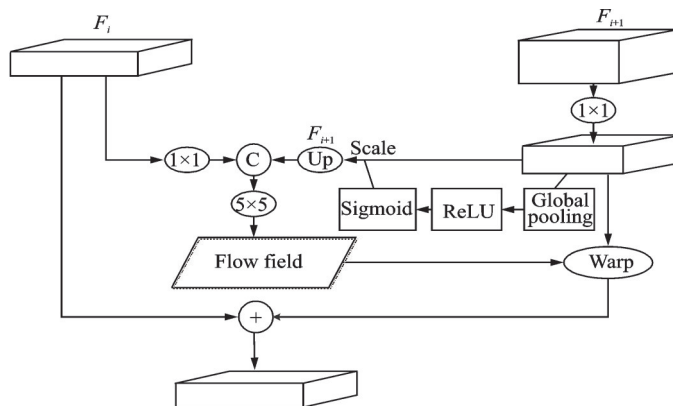 F_i
F_{i+1}
1×1
F_{i+1}
Scale
1×1
C
Up
5×5
Sigmoid
ReLU
Global
pooling
Flow field
Warp
+